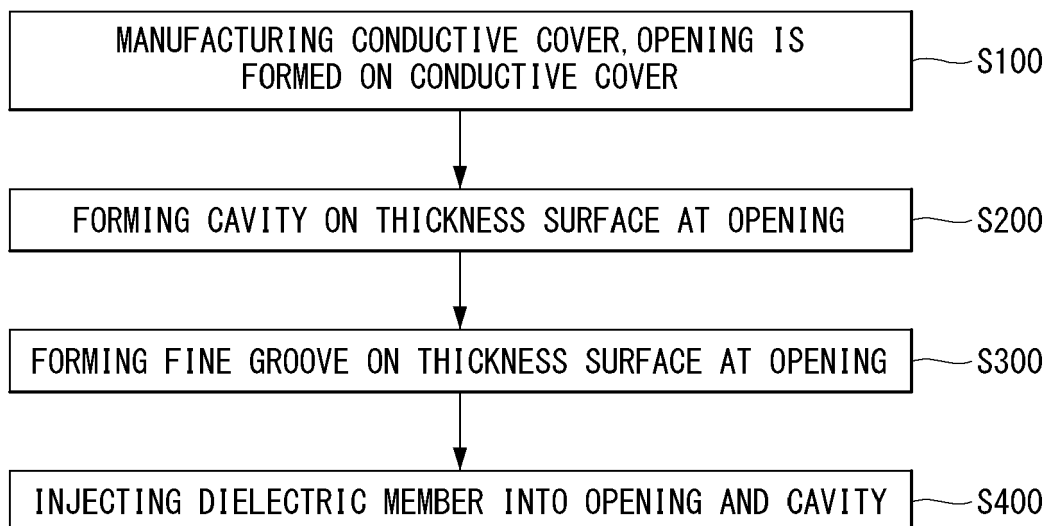 MANUFACTURING CONDUCTIVE COVER, OPENING IS
FORMED ON CONDUCTIVE COVER
S100
FORMING CAVITY ON THICKNESS SURFACE AT OPENING
S200
FORMING FINE GROOVE ON THICKNESS SURFACE AT OPENING
S300
INJECTING DIELECTRIC MEMBER INTO OPENING AND CAVITY
S400